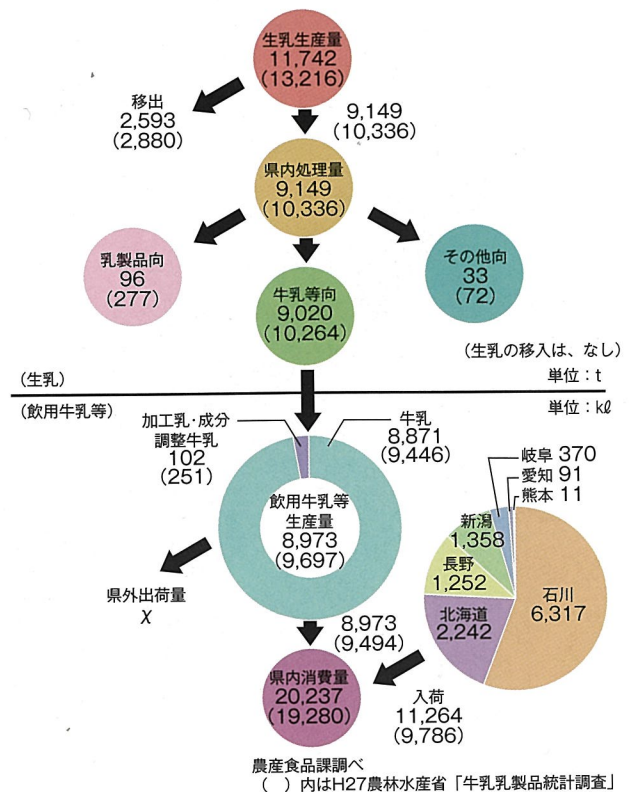 生乳生産量
11,742
(13,216)
移出
2,593
(2,880)
9,149
(10,336)
県内処理量
9,149
(10,336)
乳製品向
96
(277)
牛乳等向
9,020
(10,264)
その他向
33
(72)
(生乳の移入は、なし)
(生乳)
単位:t
(飲用牛乳等)
単位:kℓ
加工乳・成分
調整牛乳
102
(251)
牛乳
8,871
(9,446)
飲用牛乳等
生産量
8,973
(9,697)
県外出荷量
χ
8,973
(9,494)
岐阜 370
愛知 91
熊本 11
新潟
1,358
長野
1,252
北海道
2,242
石川
6,317
県内消費量
20,237
(19,280)
入荷
11,264
(9,786)
農産食品課調べ
( )内はH27農林水産省「牛乳乳製品統計調査」